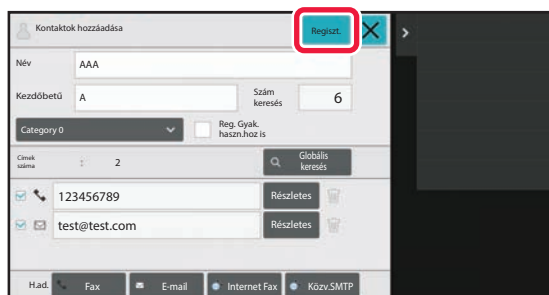 Kontaktok hozzáadása
Regiszt.
Név
AAA
Kezdőbetű
A
Szám
keresés
6
Category 0
Reg. Gyak.
haszn.hoz is
Címek
száma
:
2
Globális
keresés
123456789
Részletes
test@test.com
Részletes
H.ad.
Fax
E-mail
Internet Fax
Közv.SMTP